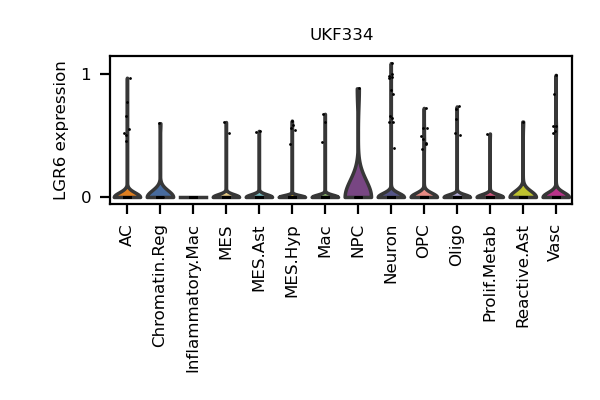 UKF334
LGR6 expression
1
0
AC
Chromatin.Reg
Inflammatory.Mac
MES
MES.Ast
MES.Hyp
Mac
NPC
Neuron
OPC
Oligo
Prolif.Metab
Reactive.Ast
Vasc